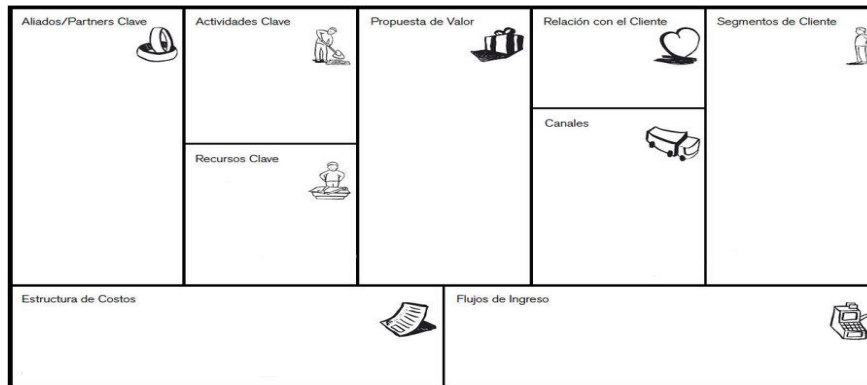 Aliados/Partners Clave
Actividades Clave
Propuesta de Valor
Relación con el Cliente
Segmentos de Cliente
Canales
Recursos Clave
Estructura de Costos
Flujos de Ingreso